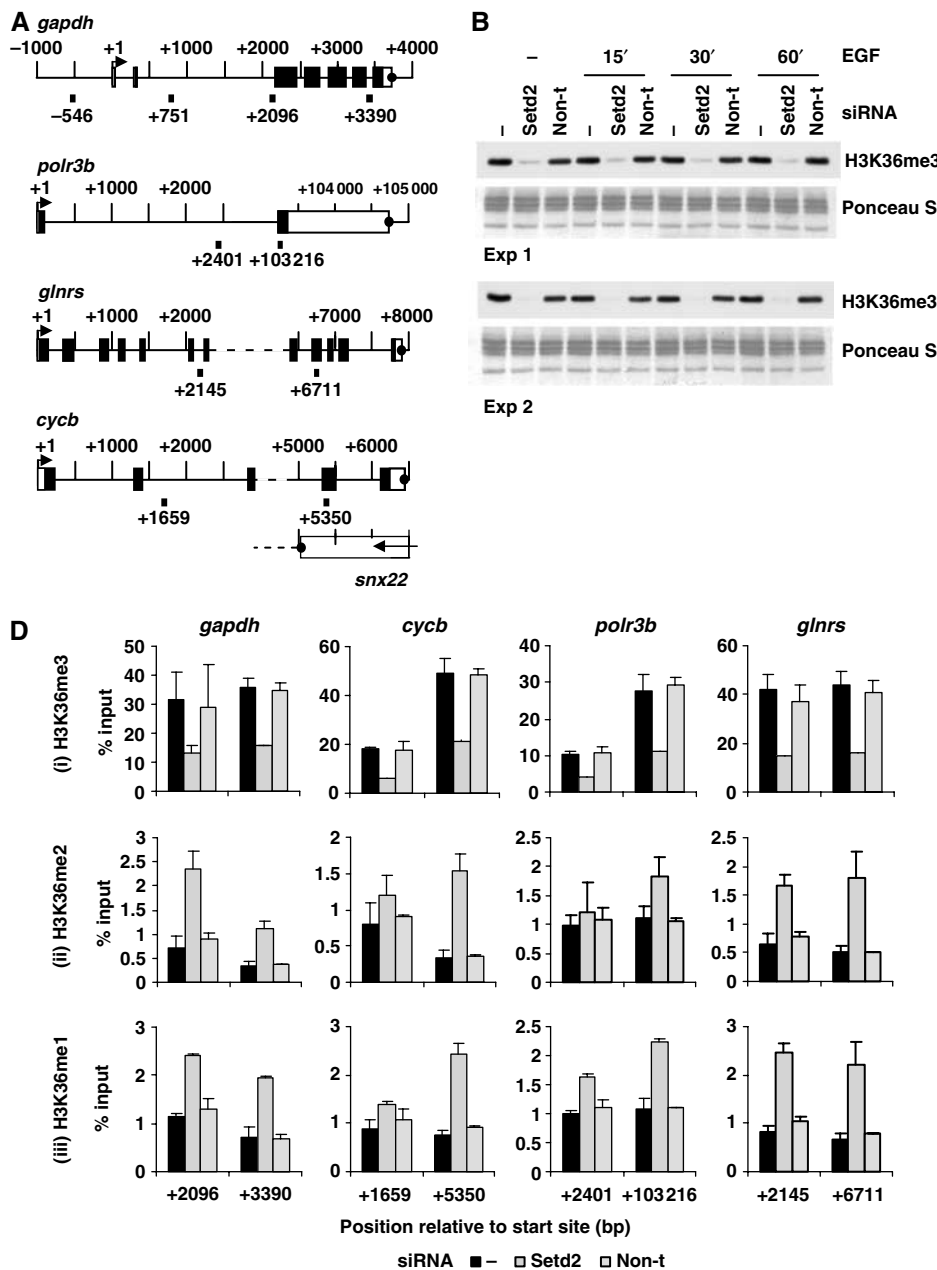 A
gapdh
–1000 +1 +1000 +2000 +3000 +4000
–546 +751 +2096 +3390
polr3b
+1 +1000 +2000 +104 000 +105 000
+2401 +103 216
glnrs
+1 +1000 +2000 +7000 +8000
+2145 +6711
cycb
+1 +1000 +2000 +5000 +6000
+1659 +5350
snx22
B
– 15′ 30′ 60′ EGF
– Setd2 Non-t – Setd2 Non-t – Setd2 Non-t – Setd2 Non-t siRNA
H3K36me3
Ponceau S
Exp 1
H3K36me3
Ponceau S
Exp 2
D
gapdh cycb polr3b glnrs
(i) H3K36me3
% input
50 40 30 20 10 0
60 40 20 0
40 30 20 10 0
60 40 20 0
(ii) H3K36me2
% input
3 2.5 2 1.5 1 0.5 0
2 1.5 1 0.5 0
2.5 2 1.5 1 0.5 0
2.5 2 1.5 1 0.5 0
(iii) H3K36me1
% input
3 2 1 0
3 2 1 0
2.5 2 1.5 1 0.5 0
3 2 1 0
+2096 +3390 +1659 +5350 +2401 +103 216 +2145 +6711
Position relative to start site (bp)
siRNA – Setd2 Non-t